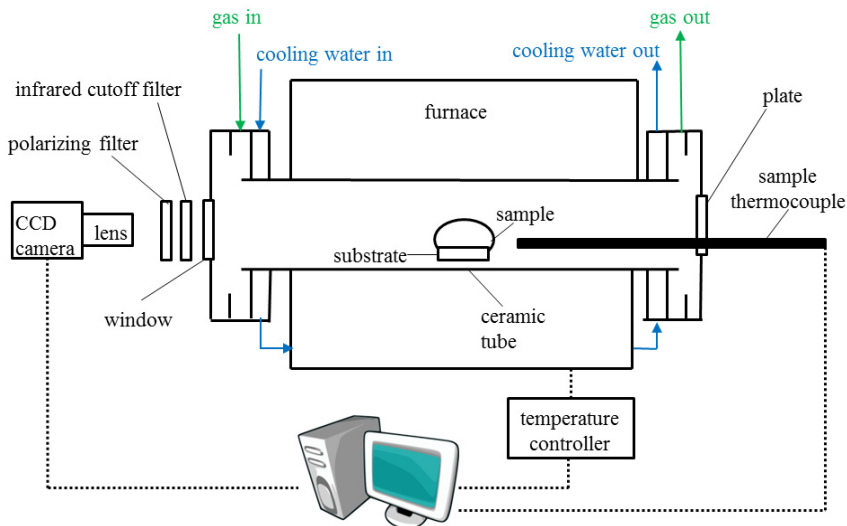 gas in
gas out
cooling water in
cooling water out
infrared cutoff filter
furnace
plate
polarizing filter
sample
thermocouple
CCD
camera
lens
sample
substrate
window
ceramic
tube
temperature
controller